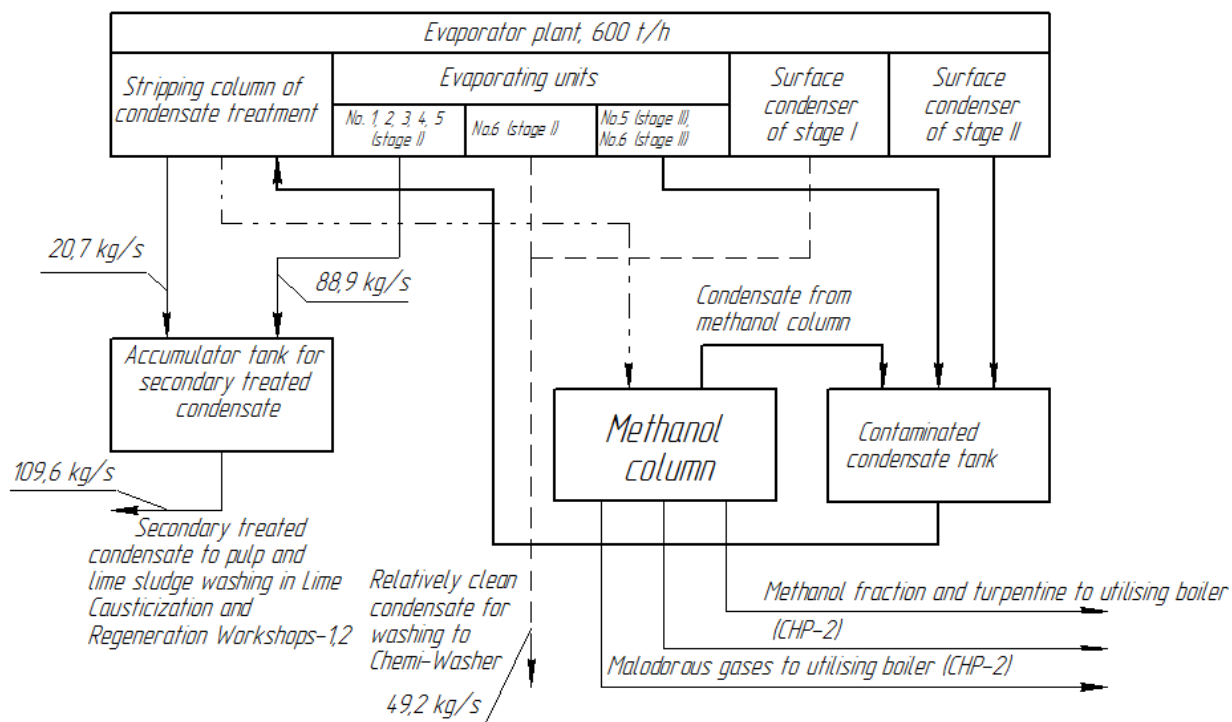 Evaporator plant, 600 t/h
Stripping column of
condensate treatment
Evaporating units
No. 1, 2, 3, 4, 5
(stage I)
No.6 (stage I)
No.5 (stage II),
No.6 (stage II)
Surface
condenser
of stage I
Surface
condenser
of stage II
20,7 kg/s
88,9 kg/s
Condensate from
methanol column
Accumulator tank for
secondary treated
condensate
Methanol
column
Contaminated
condensate tank
109,6 kg/s
Secondary treated
condensate to pulp and
lime sludge washing in Lime
Causticization and
Regeneration Workshops-1,2
Relatively clean
condensate for
washing to
Chemi-Washer
49,2 kg/s
Methanol fraction and turpentine to utilising boiler
(CHP-2)
Malodorous gases to utilising boiler (CHP-2)